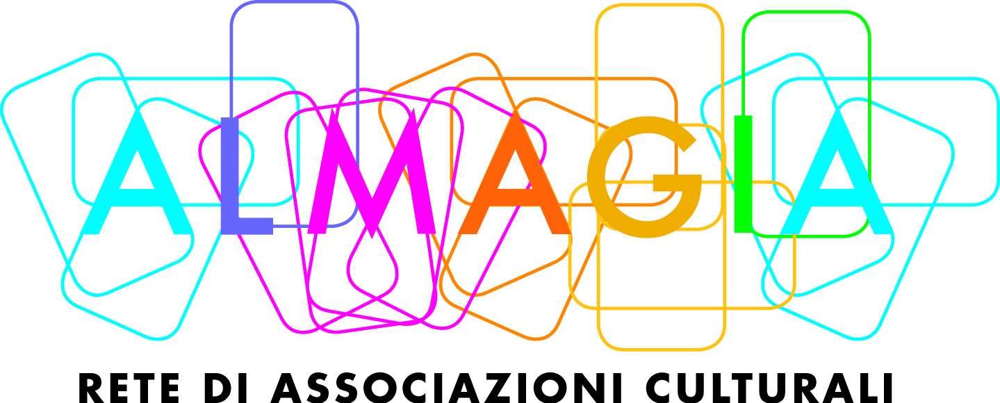 ALMAGIA
RETE DI ASSOCIAZIONI CULTURALI